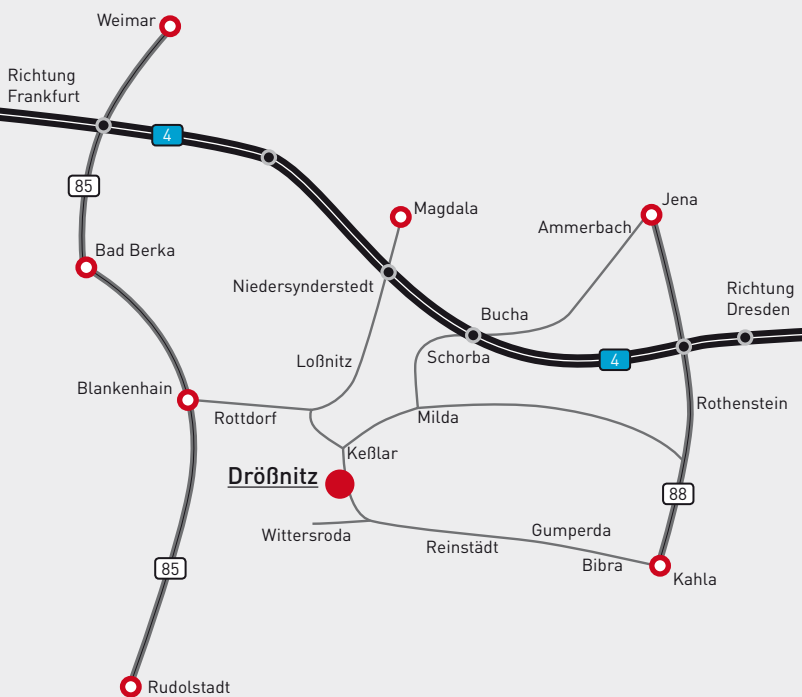 Weimar
Richtung
Frankfurt
4
85
Magdala
Jena
Ammerbach
Bad Berka
Niedersynderstedt
Richtung
Dresden
Bucha
Schorba
4
Loßnitz
Blankenhain
Rottdorf
Milda
Rothenstein
Keßlar
Drößnitz
88
Wittersroda
Gumperda
Reinstädt
Bibra
85
Kahla
Rudolstadt